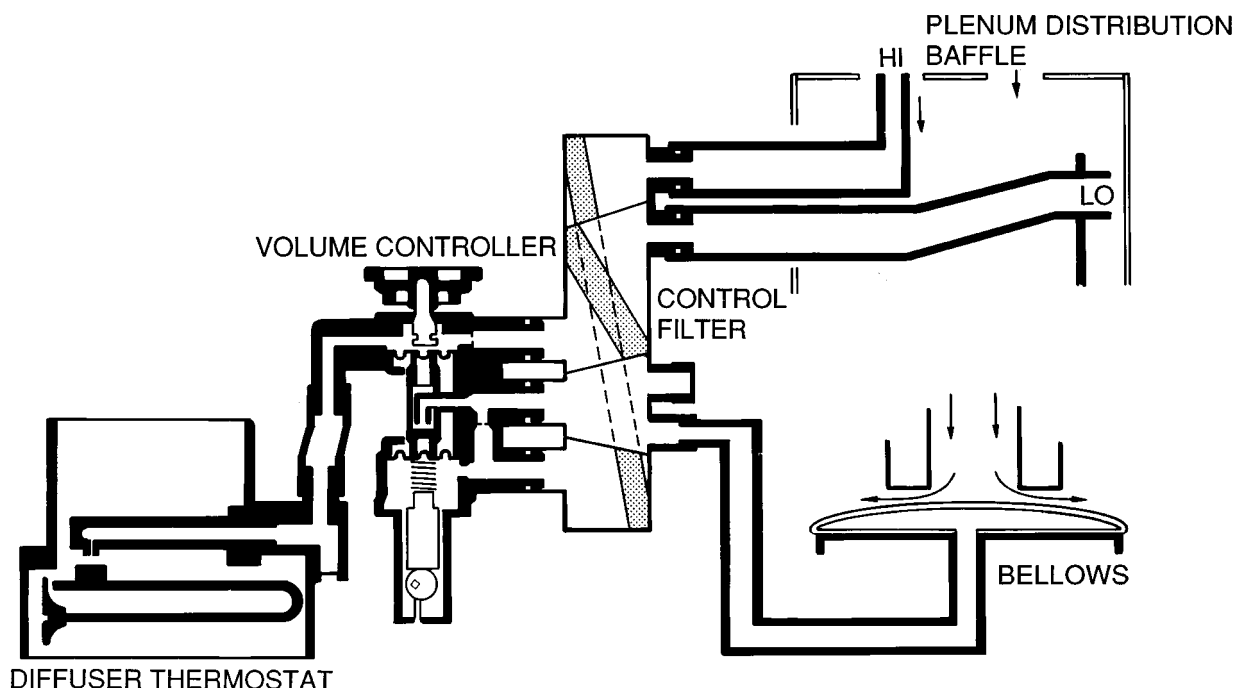 PLENUM DISTRIBUTION
HI BAFFLE
LO
VOLUME CONTROLLER
CONTROL
FILTER
BELLOWS
DIFFUSER THERMOSTAT